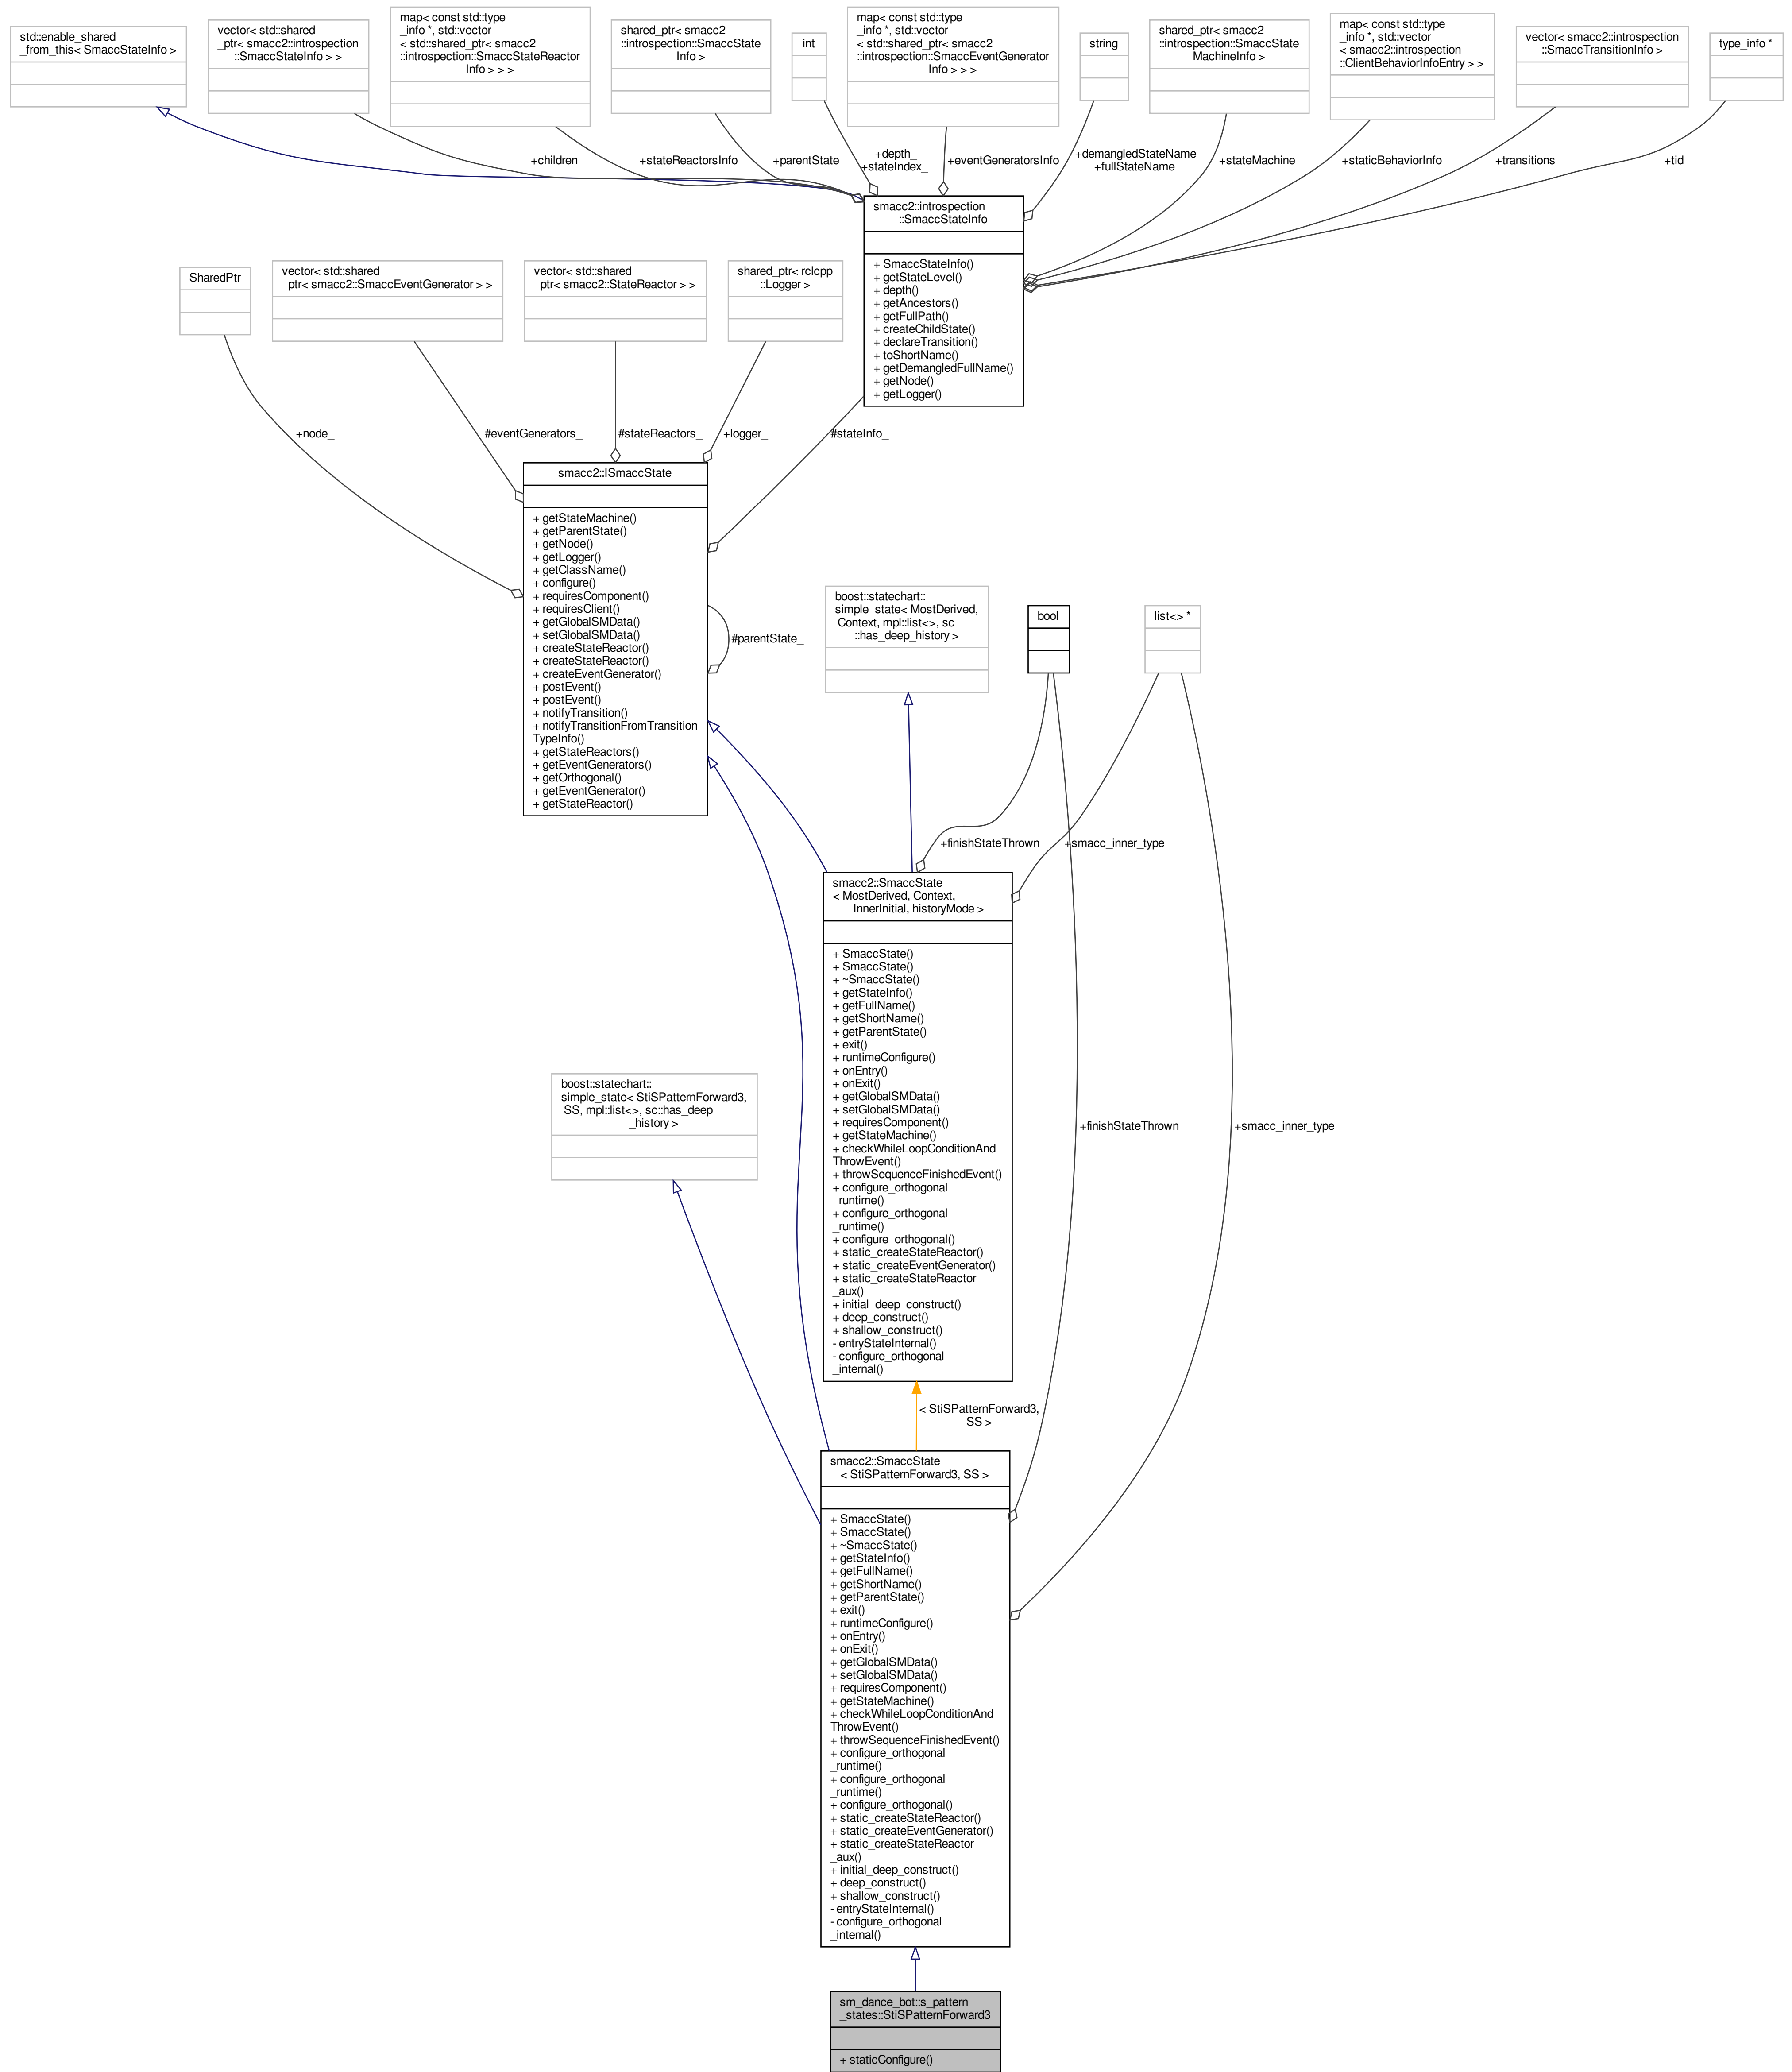 std::enable_shared
_from_this< SmaccStateInfo >
vector< std::shared
_ptr< smacc2::introspection
::SmaccStateInfo > >
map< const std::type
_info *, std::vector
< std::shared_ptr< smacc2
::introspection::SmaccStateReactor
Info > > >
shared_ptr< smacc2
::introspection::SmaccState
Info >
int
map< const std::type
_info *, std::vector
< std::shared_ptr< smacc2
::introspection::SmaccEventGenerator
Info > > >
string
shared_ptr< smacc2
::introspection::SmaccState
MachineInfo >
map< const std::type
_info *, std::vector
< smacc2::introspection
::ClientBehaviorInfoEntry > >
vector< smacc2::introspection
::SmaccTransitionInfo >
type_info *
+children_
+stateReactorsInfo
+parentState_
+depth_
+stateIndex_
+eventGeneratorsInfo
+demangledStateName
+fullStateName
+stateMachine_
+staticBehaviorInfo
+transitions_
+tid_
smacc2::introspection
::SmaccStateInfo
+ SmaccStateInfo()
+ getStateLevel()
+ depth()
+ getAncestors()
+ getFullPath()
+ createChildState()
+ declareTransition()
+ toShortName()
+ getDemangledFullName()
+ getNode()
+ getLogger()
SharedPtr
vector< std::shared
_ptr< smacc2::SmaccEventGenerator > >
vector< std::shared
_ptr< smacc2::StateReactor > >
shared_ptr< rclcpp
::Logger >
+node_
#eventGenerators_
#stateReactors_
+logger_
#stateInfo_
smacc2::ISmaccState
+ getStateMachine()
+ getParentState()
+ getNode()
+ getLogger()
+ getClassName()
+ configure()
+ requiresComponent()
+ requiresClient()
+ getGlobalSMData()
+ setGlobalSMData()
+ createStateReactor()
+ createStateReactor()
+ createEventGenerator()
+ postEvent()
+ postEvent()
+ notifyTransition()
+ notifyTransitionFromTransition
TypeInfo()
+ getStateReactors()
+ getEventGenerators()
+ getOrthogonal()
+ getEventGenerator()
+ getStateReactor()
#parentState_
boost::statechart::
simple_state< MostDerived,
Context, mpl::list<>, sc
::has_deep_history >
bool
list<> *
+finishStateThrown
+smacc_inner_type
smacc2::SmaccState
< MostDerived, Context,
InnerInitial, historyMode >
+ SmaccState()
+ SmaccState()
+ ~SmaccState()
+ getStateInfo()
+ getFullName()
+ getShortName()
+ getParentState()
+ exit()
+ runtimeConfigure()
+ onEntry()
+ onExit()
+ getGlobalSMData()
+ setGlobalSMData()
+ requiresComponent()
+ getStateMachine()
+ checkWhileLoopConditionAnd
ThrowEvent()
+ throwSequenceFinishedEvent()
+ configure_orthogonal
_runtime()
+ configure_orthogonal
_runtime()
+ configure_orthogonal()
+ static_createStateReactor()
+ static_createEventGenerator()
+ static_createStateReactor
_aux()
+ initial_deep_construct()
+ deep_construct()
+ shallow_construct()
- entryStateInternal()
- configure_orthogonal
_internal()
boost::statechart::
simple_state< StiSPatternForward3,
SS, mpl::list<>, sc::has_deep
_history >
+finishStateThrown
+smacc_inner_type
< StiSPatternForward3,
SS >
smacc2::SmaccState
< StiSPatternForward3, SS >
+ SmaccState()
+ SmaccState()
+ ~SmaccState()
+ getStateInfo()
+ getFullName()
+ getShortName()
+ getParentState()
+ exit()
+ runtimeConfigure()
+ onEntry()
+ onExit()
+ getGlobalSMData()
+ setGlobalSMData()
+ requiresComponent()
+ getStateMachine()
+ checkWhileLoopConditionAnd
ThrowEvent()
+ throwSequenceFinishedEvent()
+ configure_orthogonal
_runtime()
+ configure_orthogonal
_runtime()
+ configure_orthogonal()
+ static_createStateReactor()
+ static_createEventGenerator()
+ static_createStateReactor
_aux()
+ initial_deep_construct()
+ deep_construct()
+ shallow_construct()
- entryStateInternal()
- configure_orthogonal
_internal()
sm_dance_bot::s_pattern
_states::StiSPatternForward3
+ staticConfigure()